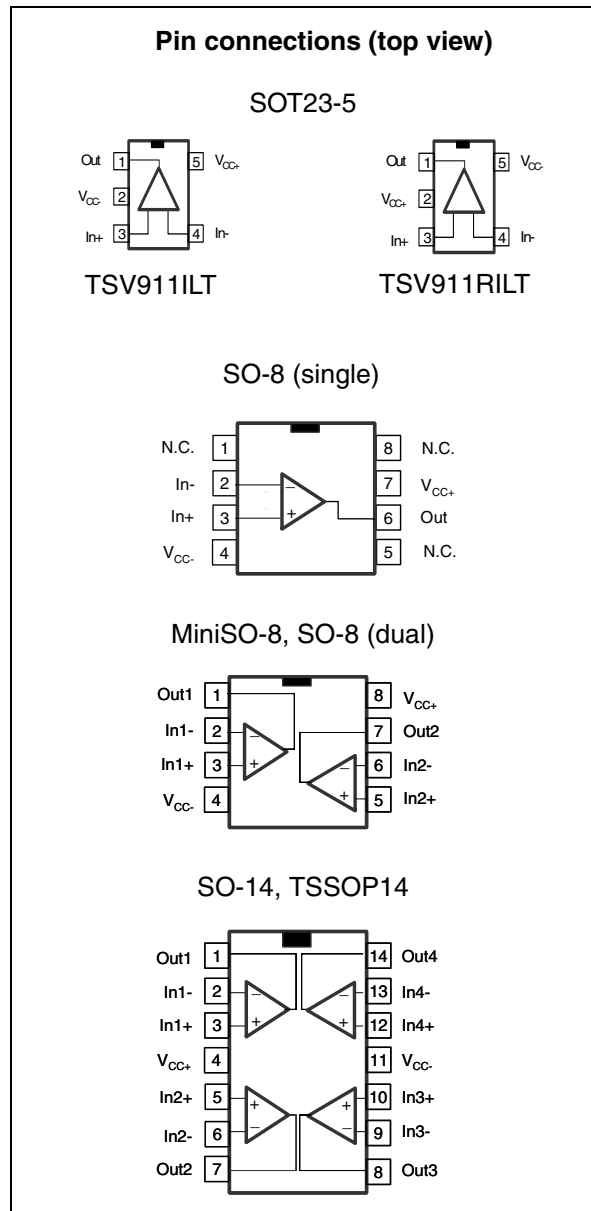 Pin connections (top view)
SOT23-5
Out 1 5 VCC+
VCC- 2
In+ 3 4 In-
TSV911ILT
Out 1 5 VCC-
VCC+ 2
In+ 3 4 In-
TSV911RILT
SO-8 (single)
N.C. 1 8 N.C.
In- 2 − 7 VCC+
In+ 3 + 6 Out
VCC- 4 5 N.C.
MiniSO-8, SO-8 (dual)
Out1 1 8 VCC+
In1- 2 − 7 Out2
In1+ 3 + − 6 In2-
VCC- 4 + 5 In2+
SO-14, TSSOP14
Out1 1 14 Out4
In1- 2 − − 13 In4-
In1+ 3 + + 12 In4+
VCC+ 4 11 VCC-
In2+ 5 + + 10 In3+
In2- 6 − − 9 In3-
Out2 7 8 Out3